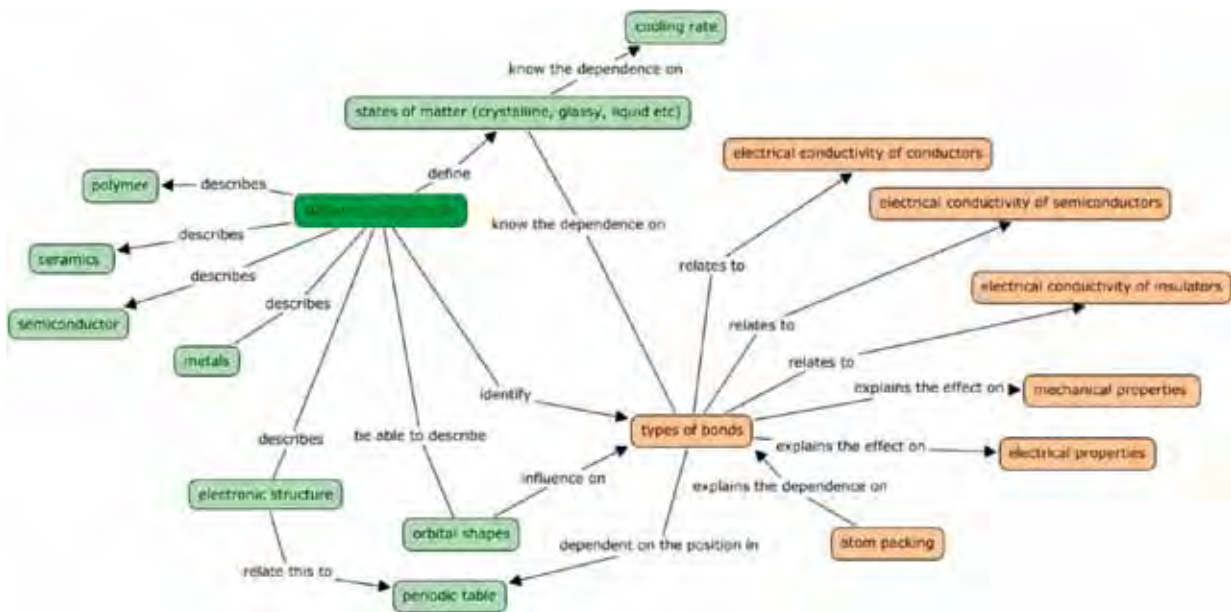 cooling rate
know the dependence on
states of matter (crystalline, glassy, liquid etc)
electrical conductivity of conductors
define
polymer
describes
electrical conductivity of semiconductors
know the dependence on
describes
ceramics
relates to
describes
electrical conductivity of insulators
describes
semiconductor
relates to
metals
relates to
explains the effect on
mechanical properties
identify
types of bonds
describes
be able to describe
explains the effect on
electrical properties
influence on
explains the dependence on
electronic structure
orbital shapes
dependent on the position in
atom packing
relate this to
periodic table